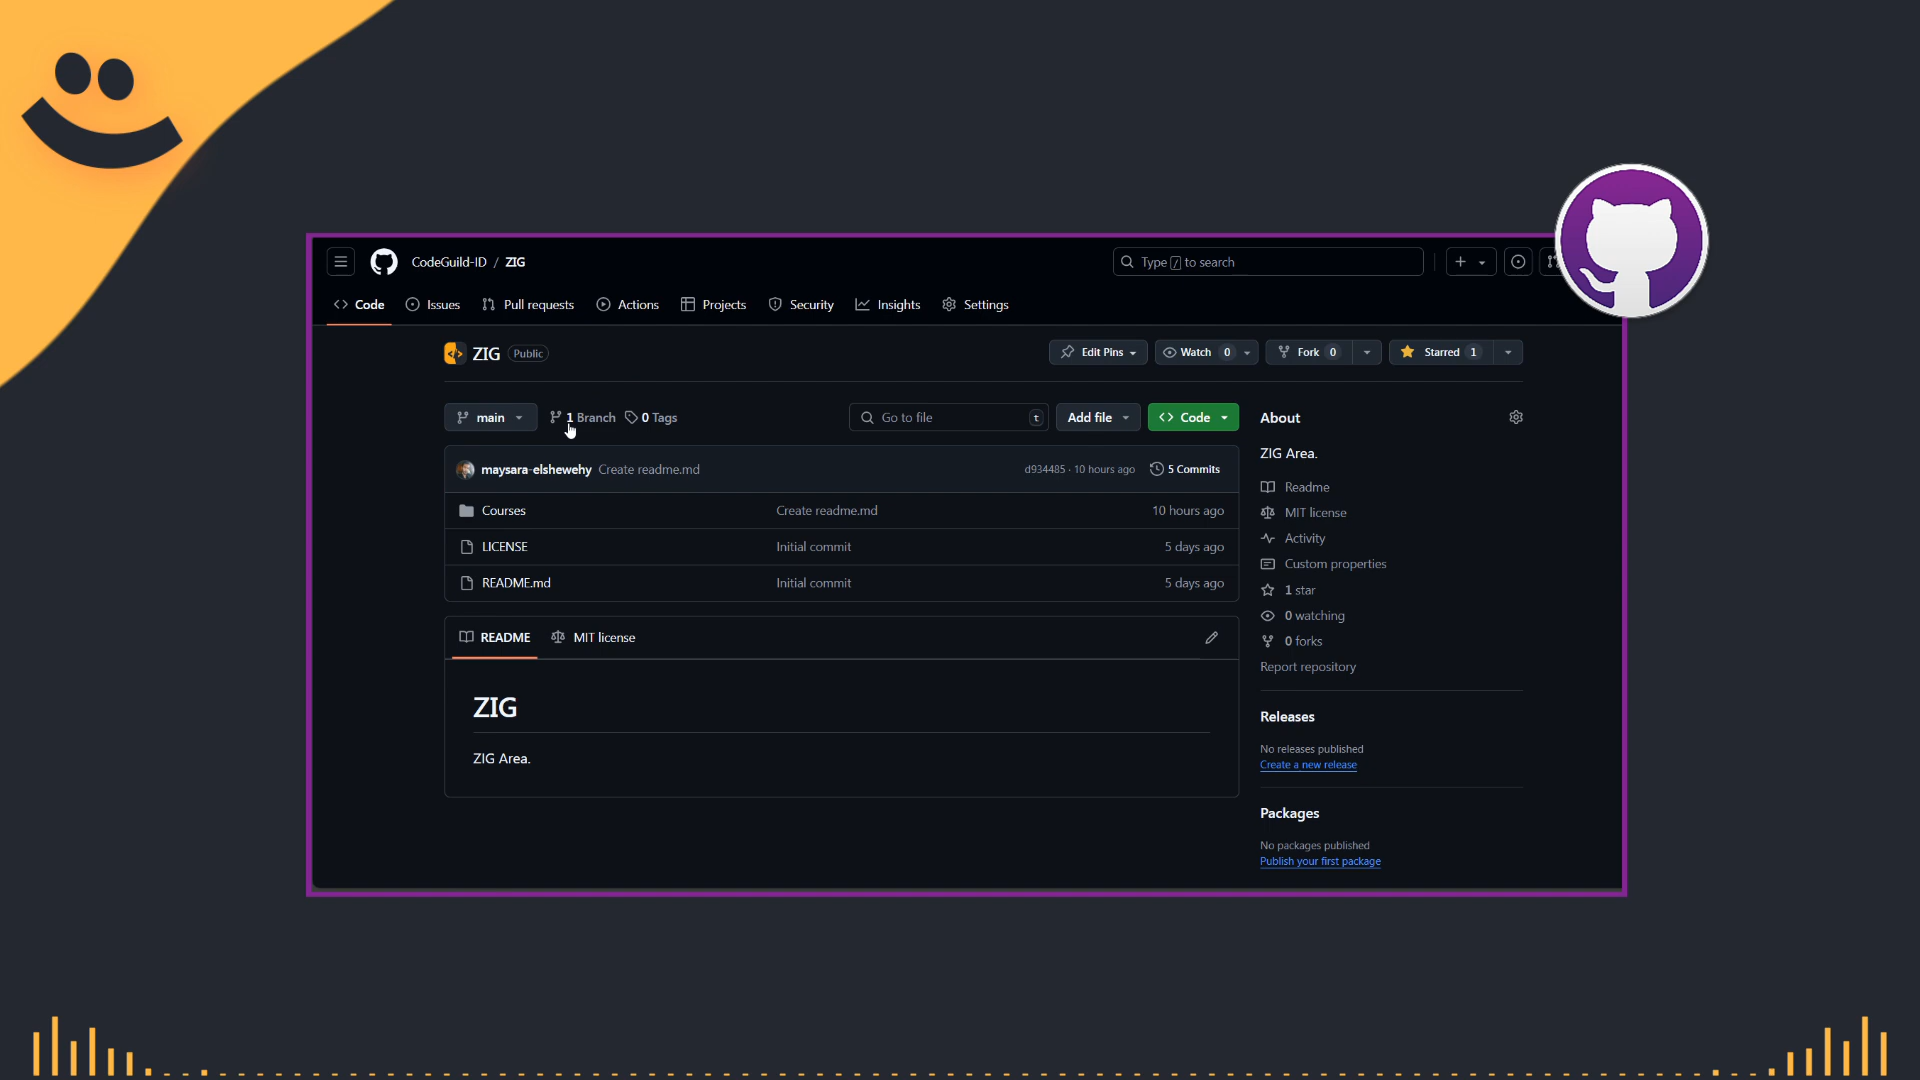 CodeGuild-ID / ZIG
Type / to search
Code Issues Pull requests Actions Projects Security Insights Settings
ZIG Public
Edit Pins Watch 0 Fork 0 Starred 1
main 1 Branch 0 Tags
Go to file t
Add file
Code
maysara-elshewehy Create readme.md d934485 · 10 hours ago 5 Commits
Courses Create readme.md 10 hours ago
LICENSE Initial commit 5 days ago
README.md Initial commit 5 days ago
README MIT license
ZIG
ZIG Area.
About
ZIG Area.
Readme
MIT license
Activity
Custom properties
1 star
0 watching
0 forks
Report repository
Releases
No releases published
Create a new release
Packages
No packages published
Publish your first package